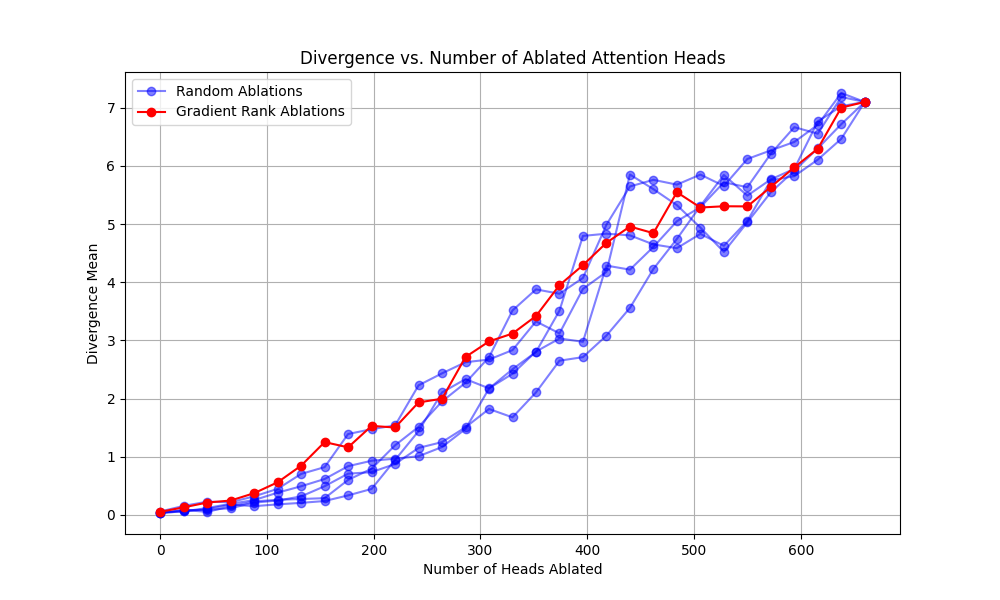 Divergence vs. Number of Ablated Attention Heads
Random Ablations
Gradient Rank Ablations
Divergence Mean
7
6
5
4
3
2
1
0
0 100 200 300 400 500 600
Number of Heads Ablated